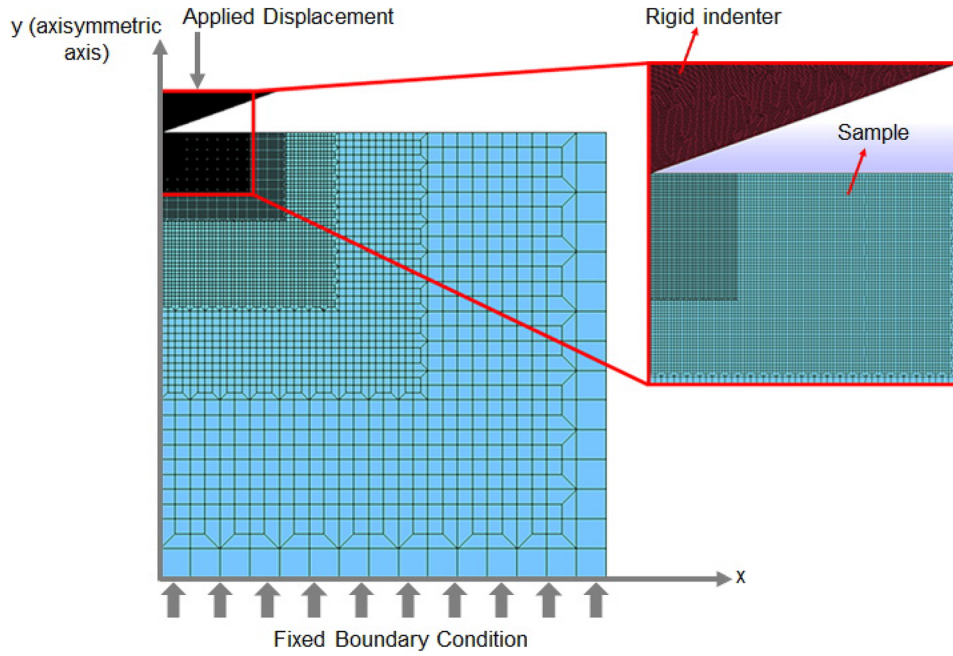 Applied Displacement
y (axisymmetric
axis)
Rigid indenter
Sample
x
Fixed Boundary Condition